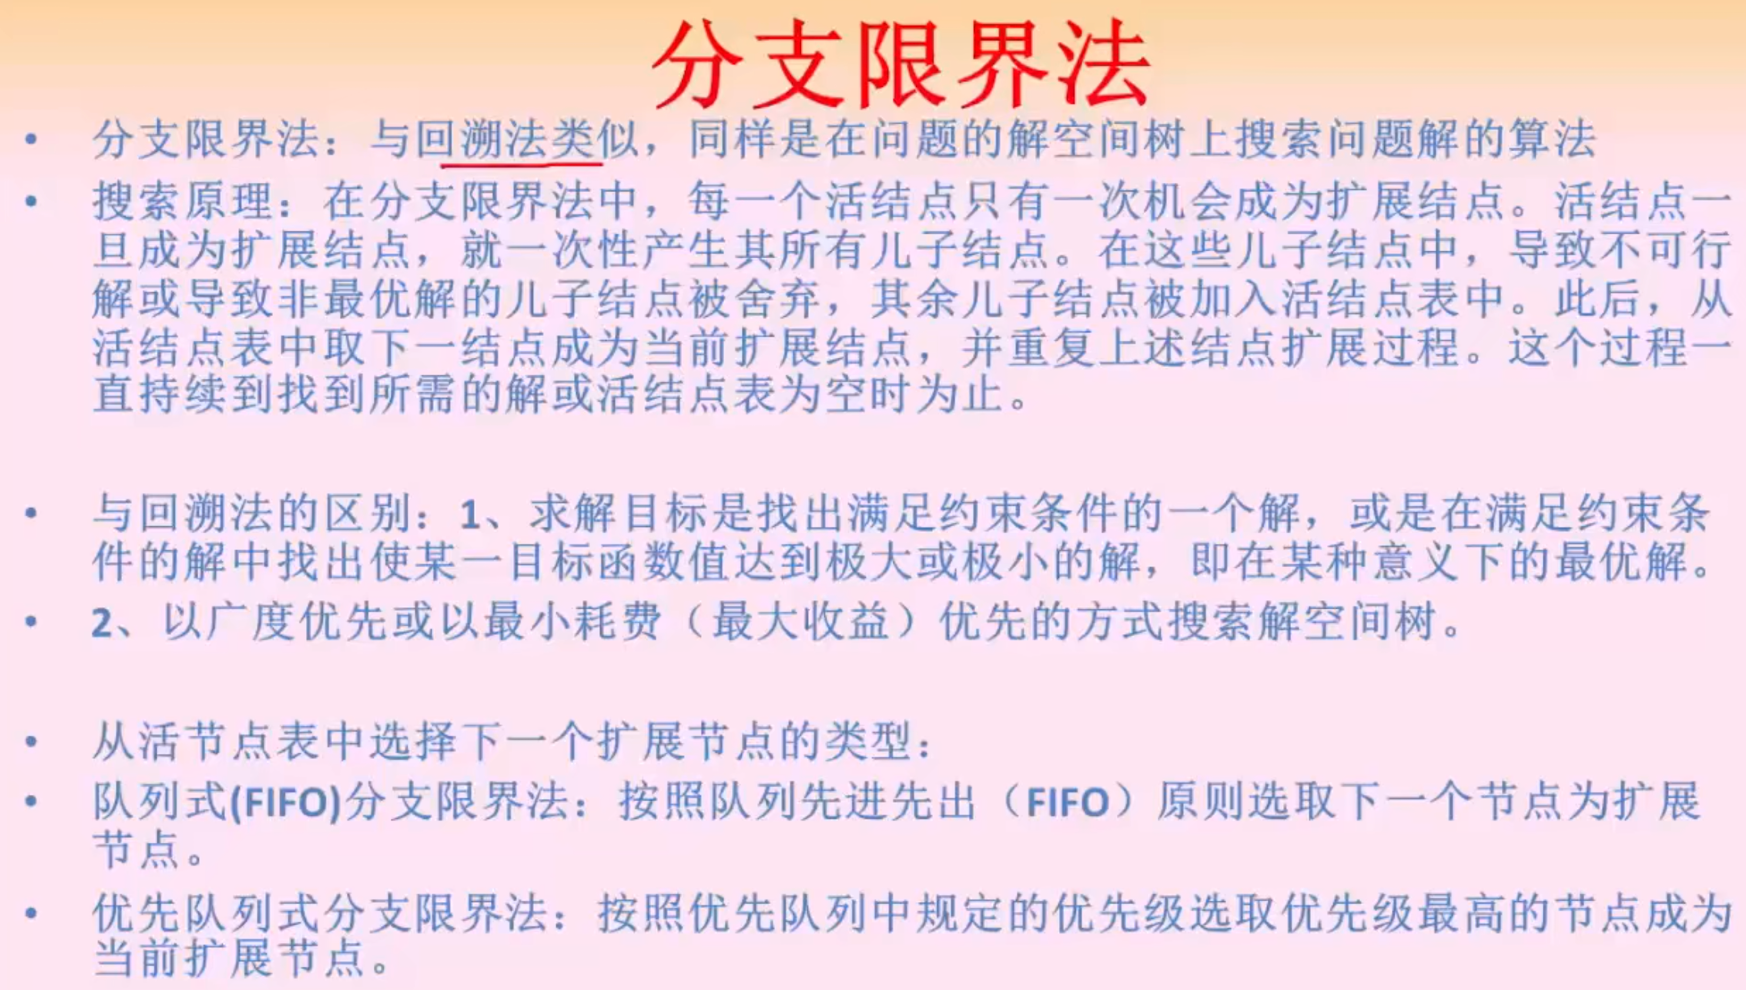 分支限界法
• 分支限界法：与回溯法类似，同样是在问题的解空间树上搜索问题解的算法
• 搜索原理：在分支限界法中，每一个活结点只有一次机会成为扩展结点。活结点一
旦成为扩展结点，就一次性产生其所有儿子结点。在这些儿子结点中，导致不可行
解或导致非最优解的儿子结点被舍弃，其余儿子结点被加入活结点表中。此后，从
活结点表中取下一结点成为当前扩展结点，并重复上述结点扩展过程。这个过程一
直持续到找到所需的解或活结点表为空时为止。
• 与回溯法的区别：1、求解目标是找出满足约束条件的一个解，或是在满足约束条
件的解中找出使某一目标函数值达到极大或极小的解，即在某种意义下的最优解。
• 2、以广度优先或以最小耗费（最大收益）优先的方式搜索解空间树。
• 从活节点表中选择下一个扩展节点的类型：
• 队列式(FIFO)分支限界法：按照队列先进先出（FIFO）原则选取下一个节点为扩展
节点。
• 优先队列式分支限界法：按照优先队列中规定的优先级选取优先级最高的节点成为
当前扩展节点。